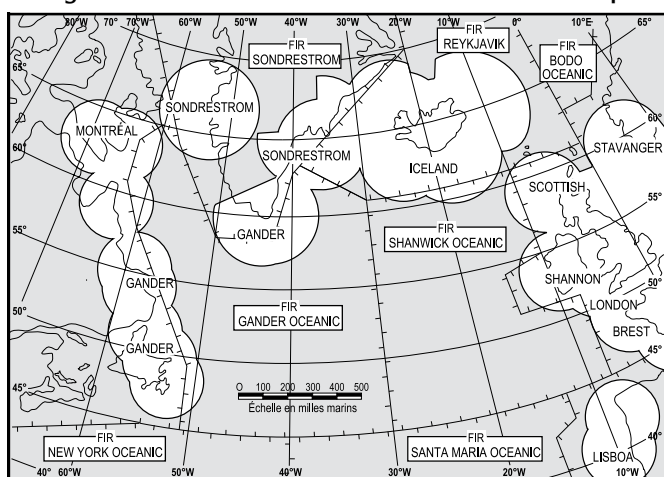 80°W 70°W 70° 60° 50° 40° 30° 20° 10° 0° 10°E 65°
FIR
SONDRESTROM
FIR
REYKJAVIK
FIR
BODO
OCEANIC
65°
60°
SONDRESTROM
MONTRÉAL
STAVANGER
60°
SONDRESTROM
ICELAND
SCOTTISH
55°
55°
GANDER
FIR
SHANWICK OCEANIC
GANDER
SHANNON
50°
50°
FIR
GANDER OCEANIC
LONDON
BREST
GANDER
45°
45°
0 100 200 300 400 500
Échelle en milles marins
FIR
NEW YORK OCEANIC
FIR
SANTA MARIA OCEANIC
40°
LISBOA
40° 60°W 50°W 40°W 30°W 20°W 10°W